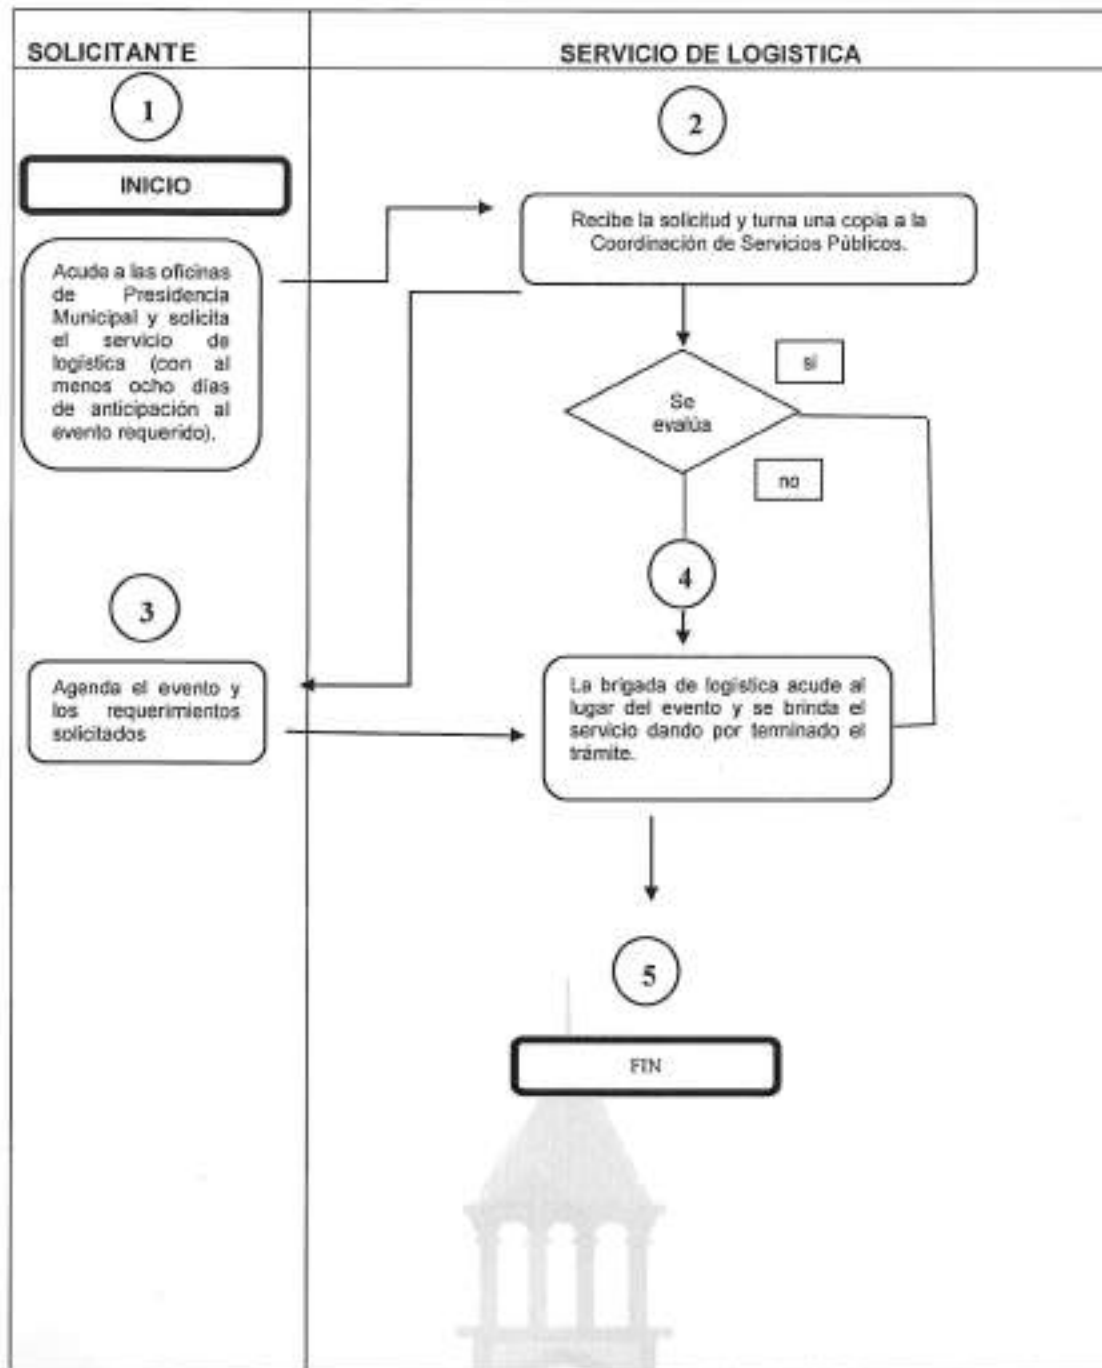 SOLICITANTE
SERVICIO DE LOGISTICA
1
2
INICIO
Recibe la solicitud y turna una copia a la
Coordinación de Servicios Públicos.
Acude a las oficinas
de Presidencia
Municipal y solicita
el servicio de
logística (con al
menos ocho días
de anticipación al
evento requerido).
si
Se
evalúa
no
4
3
Agenda el evento y
los requerimientos
solicitados
La brigada de logística acude al
lugar del evento y se brinda el
servicio dando por terminado el
trámite.
5
FIN